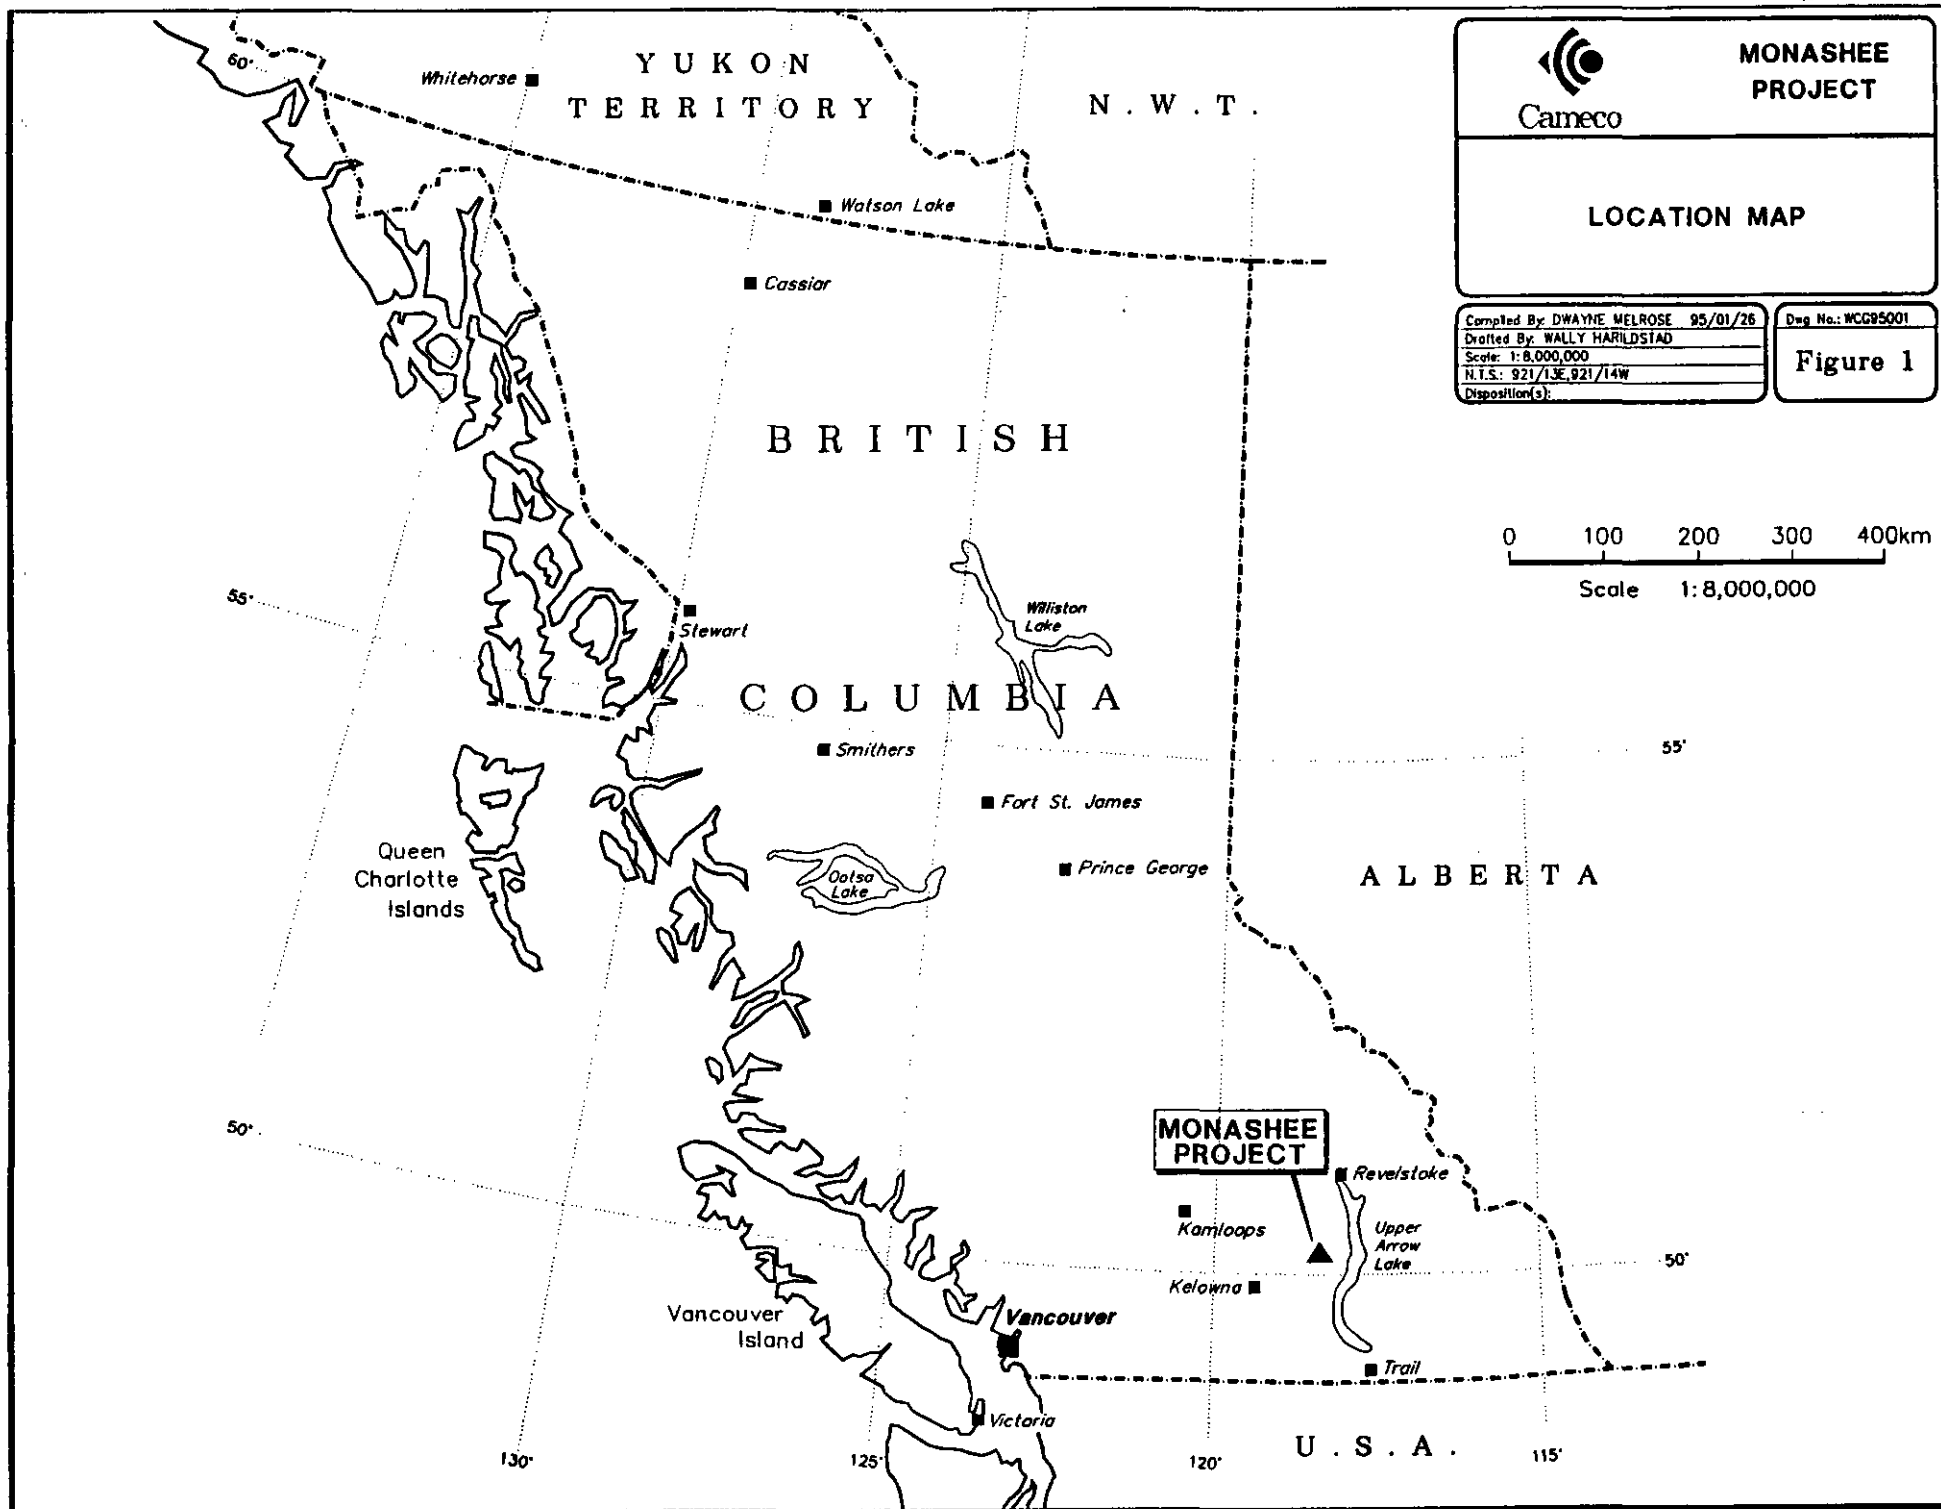 60°
Whitehorse
YUKON
TERRITORY
N.W.T.
Cameco
MONASHEE
PROJECT
LOCATION MAP
Compiled By: DWAYNE MELROSE 95/01/26
Drafted By: WALLY HARILDSTAD
Scale: 1:8,000,000
N.T.S.: 921/13E,921/14W
Disposition(s):
Dwg No.: WCG95001
Figure 1
Watson Lake
Cassiar
BRITISH
0 100 200 300 400km
Scale 1:8,000,000
55°
Stewart
Williston
Lake
COLUMBIA
Smithers
55°
Fort St. James
Queen
Charlotte
Islands
Ootsa
Lake
Prince George
ALBERTA
50°
MONASHEE
PROJECT
Revelstoke
Kamloops
Upper
Arrow
Lake
50°
Kelowna
Vancouver
Island
Vancouver
Trail
Victoria
U.S.A.
130°
125°
120°
115°